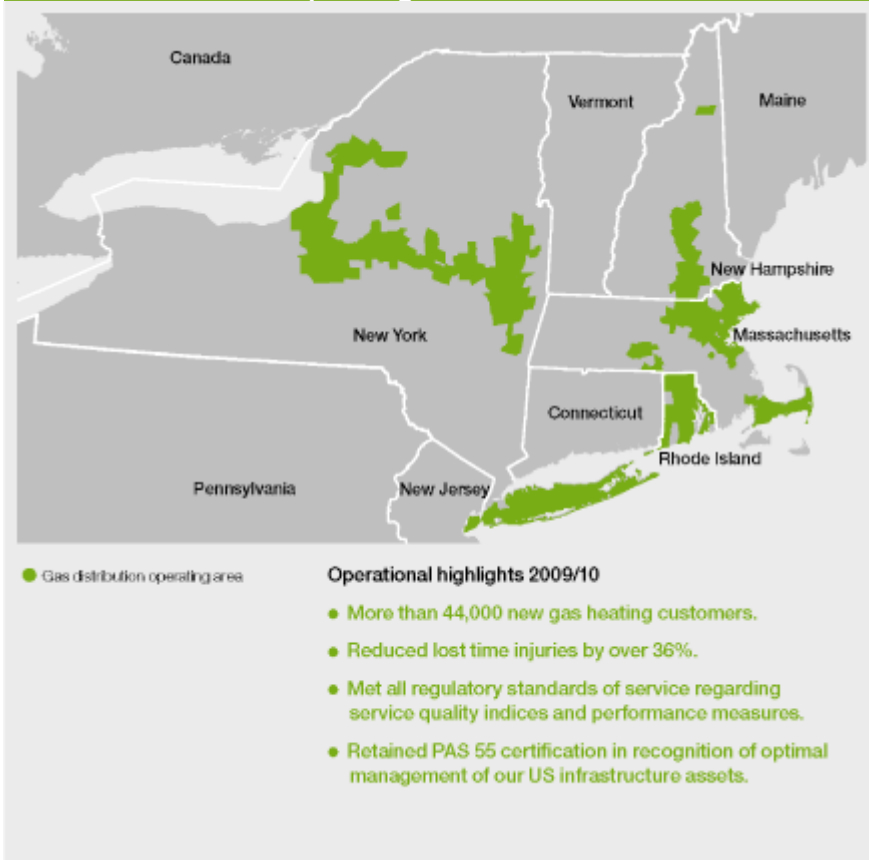 Canada
Vermont
Maine
New Hampshire
New York
Massachusetts
Connecticut
Rhode Island
Pennsylvania
New Jersey
Gas distribution operating area
Operational highlights 2009/10
• More than 44,000 new gas heating customers.
• Reduced lost time injuries by over 36%.
• Met all regulatory standards of service regarding
service quality indices and performance measures.
• Retained PAS 55 certification in recognition of optimal
management of our US infrastructure assets.